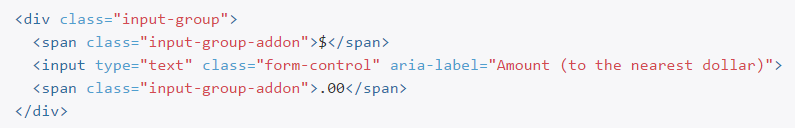 <div class="input-group">
<span class="input-group-addon">$</span>
<input type="text" class="form-control" aria-label="Amount (to the nearest dollar)">
<span class="input-group-addon">.00</span>
</div>